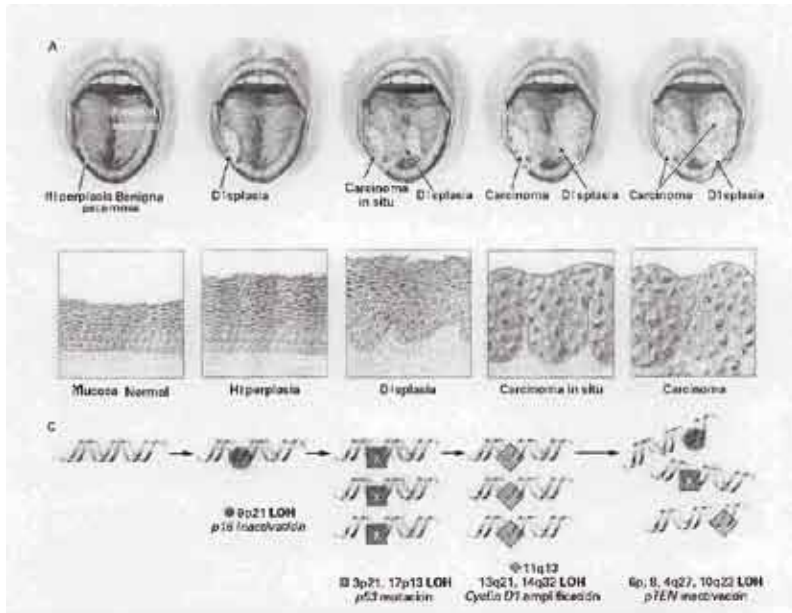 A
Hiperplasia Benigna
Displasia
Carcinoma
in situ
Displasia
Carcinoma
Displasia
Carcinoma
Displasia
Mucosa Normal
Hiperplasia
Displasia
Carcinoma in situ
Carcinoma
C
9p21 LOH
p16 inactivación
3p21, 17p13 LOH
p53 mutación
11q13
13q21, 14q32 LOH
Cyclin D1 amplificación
6p, 8, 4q27, 10q23 LOH
pTEN inactivación